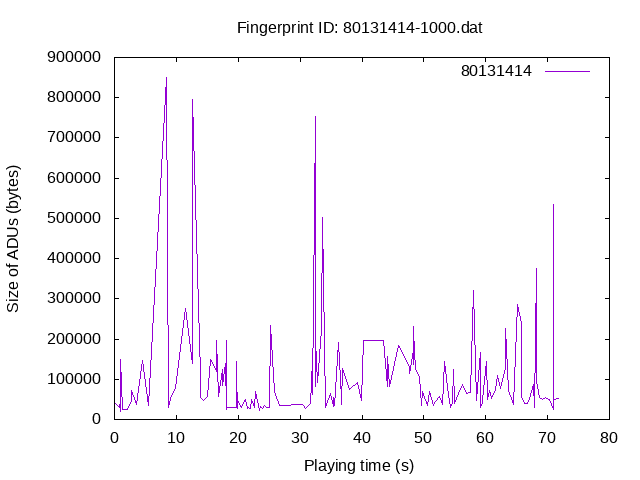 Fingerprint ID: 80131414-1000.dat
80131414
900000
800000
700000
600000
500000
400000
300000
200000
100000
0
Size of ADUs (bytes)
0 10 20 30 40 50 60 70 80
Playing time (s)